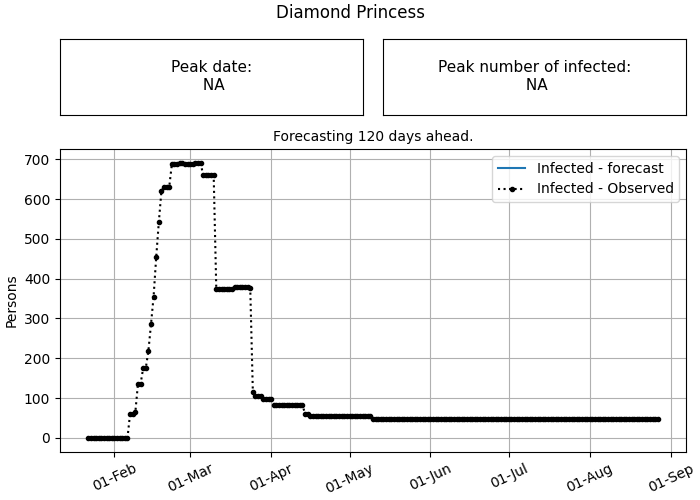 Diamond Princess
Peak date:
NA
Peak number of infected:
NA
Forecasting 120 days ahead.
Infected - forecast
Infected - Observed
Persons
700
600
500
400
300
200
100
0
01-Feb
01-Mar
01-Apr
01-May
01-Jun
01-Jul
01-Aug
01-Sep